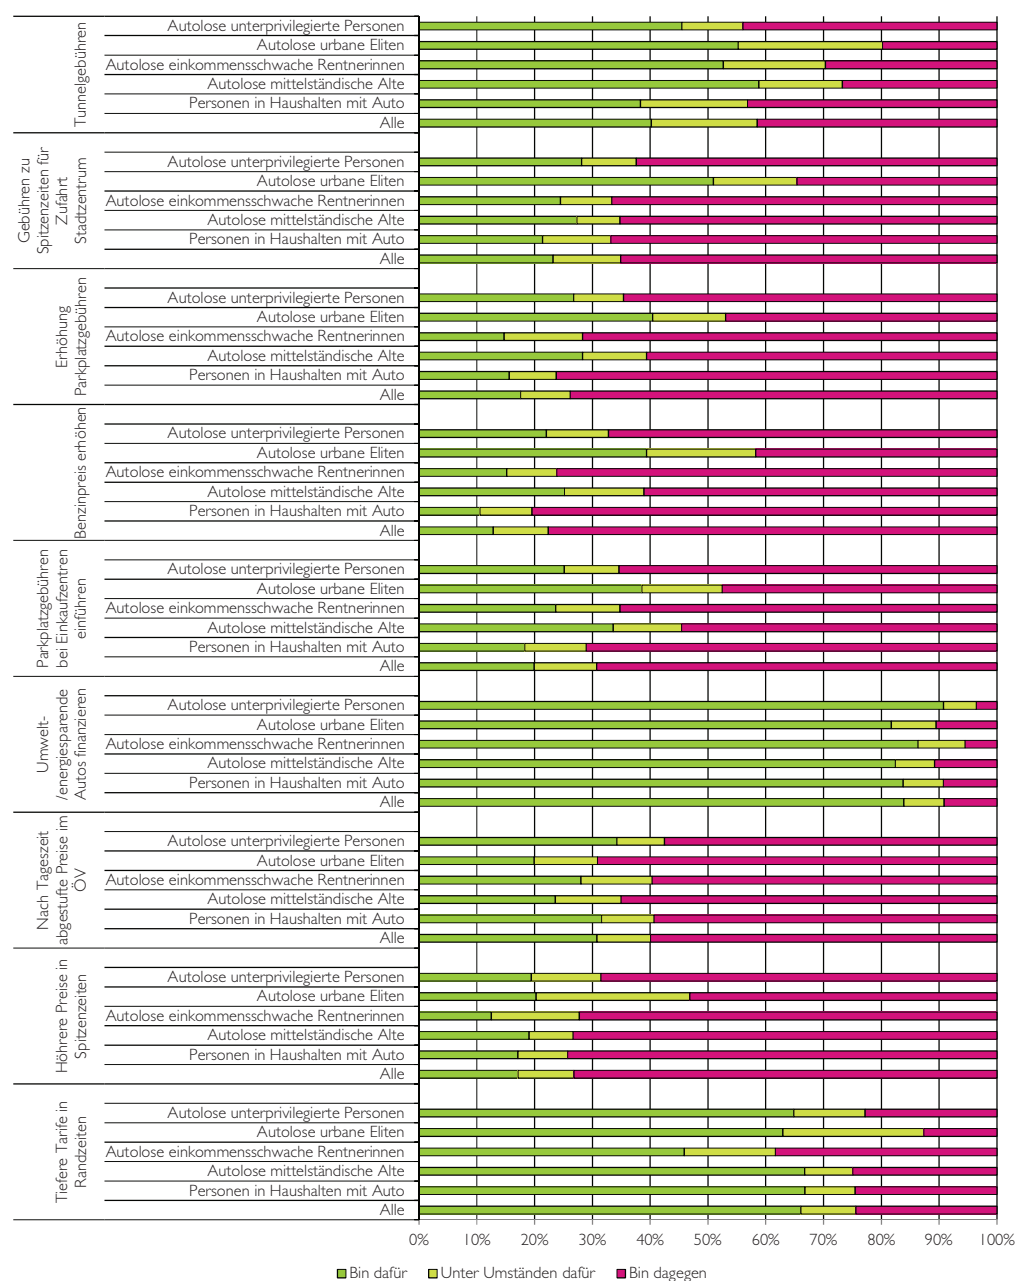 Tunnelgebühren
Autolose unterprivilegierte Personen
Autolose urbane Eliten
Autolose einkommensschwache Rentnerinnen
Autolose mittelständische Alte
Personen in Haushalten mit Auto
Alle
Gebühren zu
Spitzenzeiten für
Zufahrt
Stadtzentrum
Autolose unterprivilegierte Personen
Autolose urbane Eliten
Autolose einkommensschwache Rentnerinnen
Autolose mittelständische Alte
Personen in Haushalten mit Auto
Alle
Erhöhung
Parkplatzgebühren
Autolose unterprivilegierte Personen
Autolose urbane Eliten
Autolose einkommensschwache Rentnerinnen
Autolose mittelständische Alte
Personen in Haushalten mit Auto
Alle
Benzinpreis erhöhen
Autolose unterprivilegierte Personen
Autolose urbane Eliten
Autolose einkommensschwache Rentnerinnen
Autolose mittelständische Alte
Personen in Haushalten mit Auto
Alle
Parkplatzgebühren
bei Einkaufzentren
einführen
Autolose unterprivilegierte Personen
Autolose urbane Eliten
Autolose einkommensschwache Rentnerinnen
Autolose mittelständische Alte
Personen in Haushalten mit Auto
Alle
Umwelt-
/energiesparende
Autos finanzieren
Autolose unterprivilegierte Personen
Autolose urbane Eliten
Autolose einkommensschwache Rentnerinnen
Autolose mittelständische Alte
Personen in Haushalten mit Auto
Alle
Nach Tageszeit
abgestufte Preise im
ÖV
Autolose unterprivilegierte Personen
Autolose urbane Eliten
Autolose einkommensschwache Rentnerinnen
Autolose mittelständische Alte
Personen in Haushalten mit Auto
Alle
Höhrere Preise in
Spitzenzeiten
Autolose unterprivilegierte Personen
Autolose urbane Eliten
Autolose einkommensschwache Rentnerinnen
Autolose mittelständische Alte
Personen in Haushalten mit Auto
Alle
Tiefere Tarife in
Randzeiten
Autolose unterprivilegierte Personen
Autolose urbane Eliten
Autolose einkommensschwache Rentnerinnen
Autolose mittelständische Alte
Personen in Haushalten mit Auto
Alle
0% 10% 20% 30% 40% 50% 60% 70% 80% 90% 100%
Bin dafür Unter Umständen dafür Bin dagegen